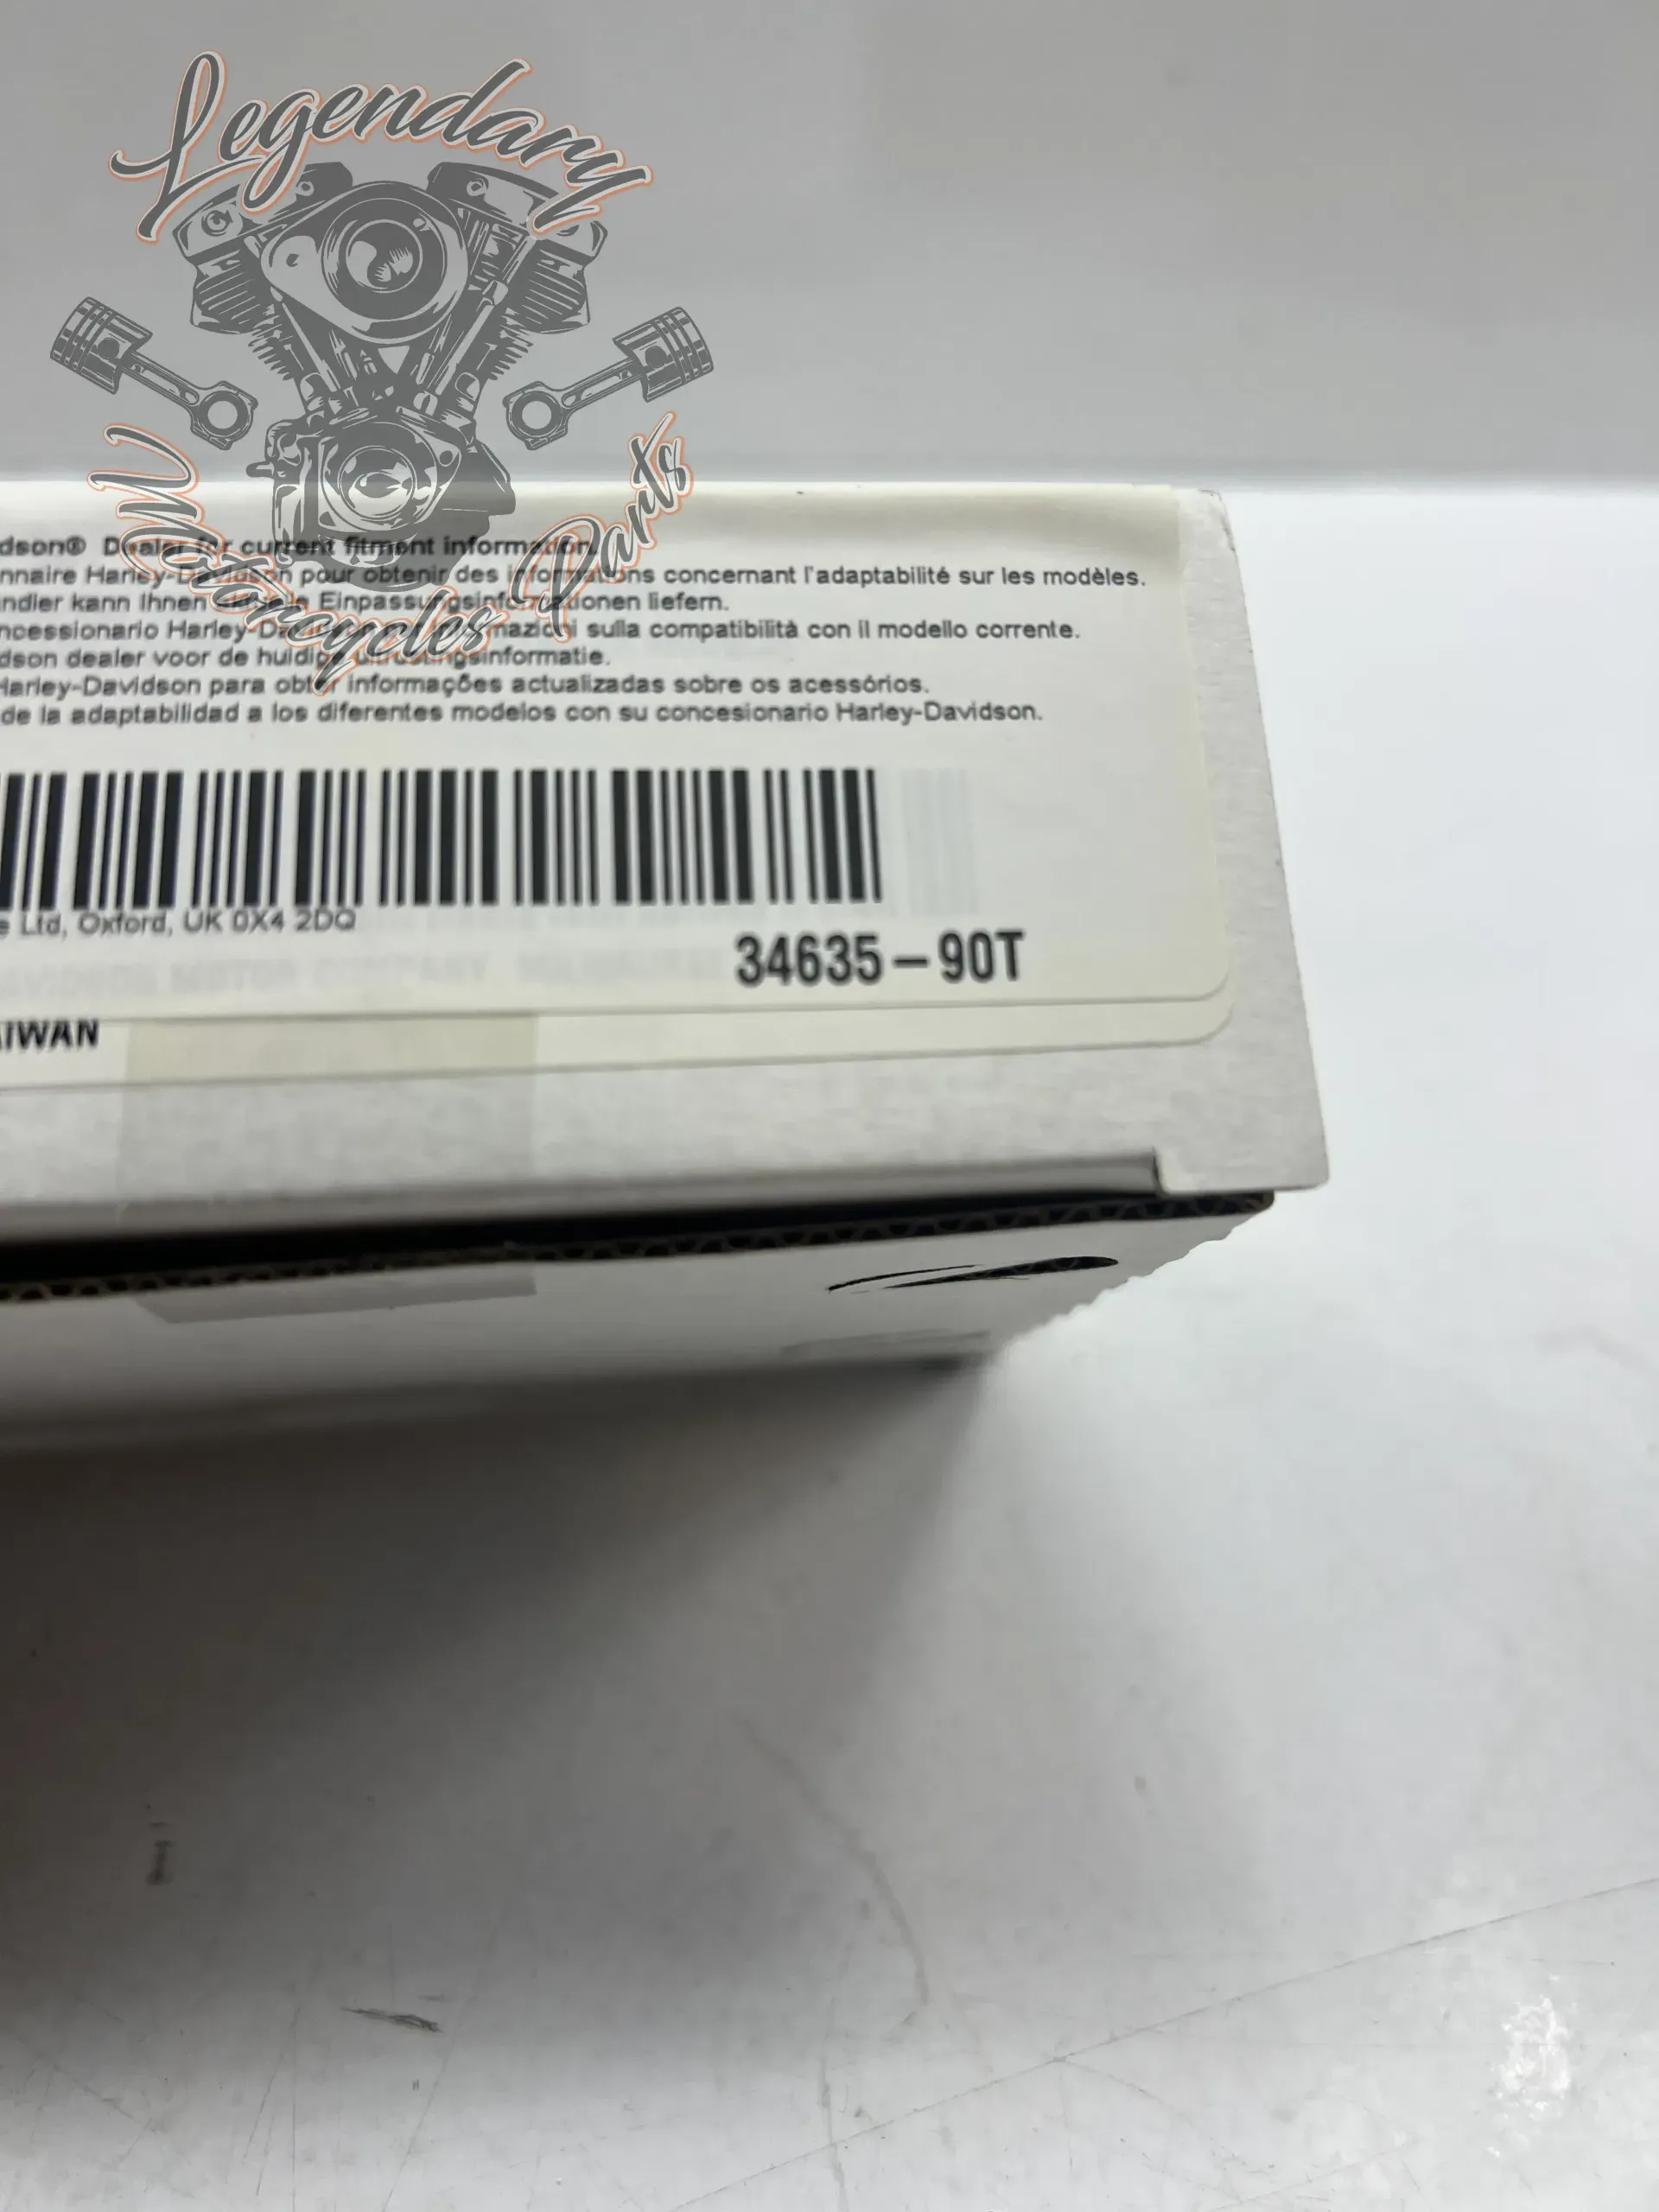 Legendary
Motorcycles Parts
dson® Dealer for current fitment information.
nnaire Harley-Davidson pour obtenir des informations concernant l'adaptabilité sur les modèles.
ndler kann Ihnen Einpassungsinformationen liefern.
ncessionario Harley-Davidson informazioni sulla compatibilità con il modello corrente.
dson dealer voor de huidige uitrustingsinformatie.
Harley-Davidson para obter informações actualizadas sobre os acessórios.
de la adaptabilidad a los diferentes modelos con su concesionario Harley-Davidson.
e Ltd, Oxford, UK 0X4 2DQ
34635-90T
AIWAN